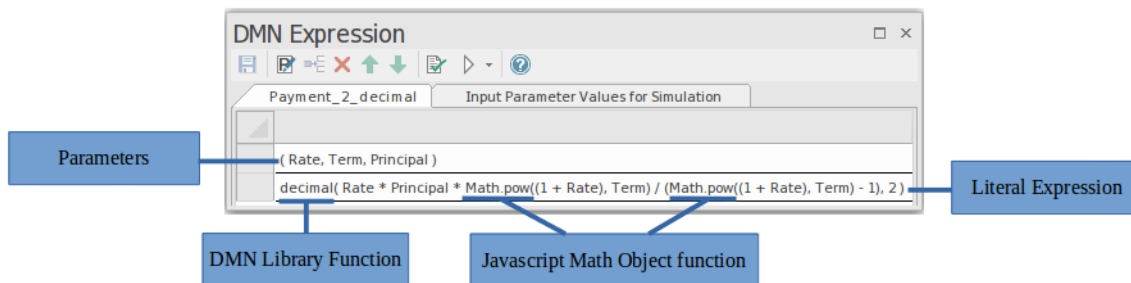 DMN Expression
Payment_2_decimal
Input Parameter Values for Simulation
Parameters
( Rate, Term, Principal )
decimal( Rate * Principal * Math.pow((1 + Rate), Term) / (Math.pow((1 + Rate), Term) - 1), 2 )
Literal Expression
DMN Library Function
Javascript Math Object function